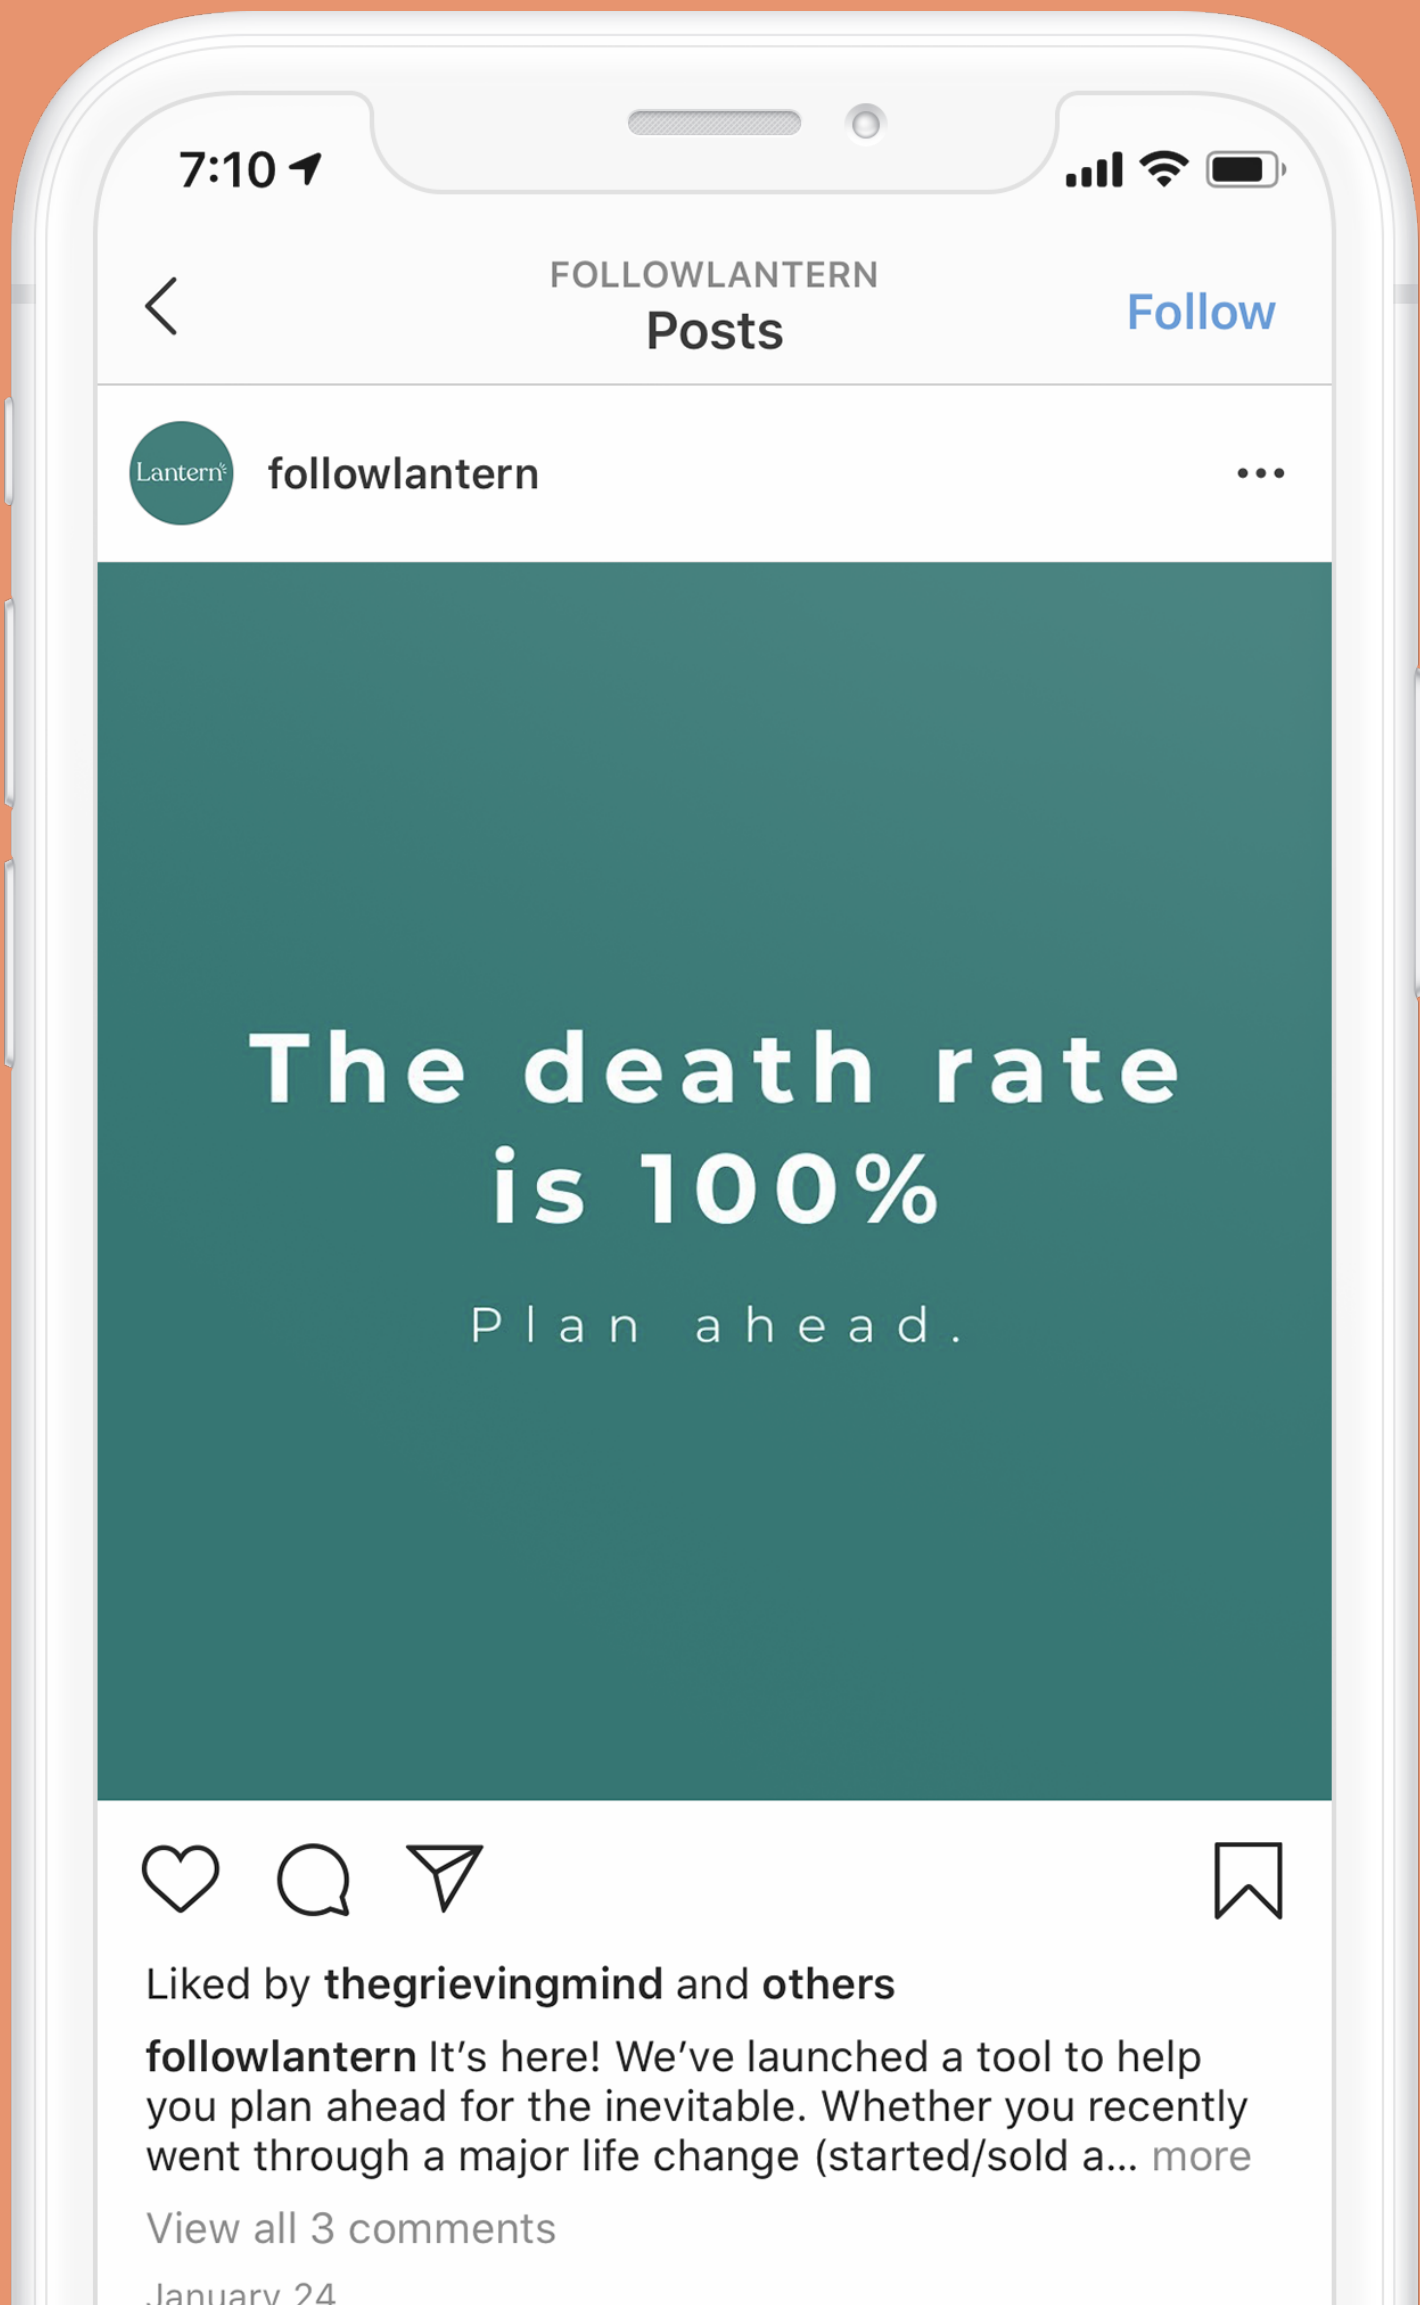 7:10
FOLLOWLANTERN
Posts
Follow
Lantern
followlantern
The death rate
is 100%
Plan ahead.
Liked by thegrievingmind and others
followlantern It’s here! We’ve launched a tool to help
you plan ahead for the inevitable. Whether you recently
went through a major life change (started/sold a... more
View all 3 comments
January 24